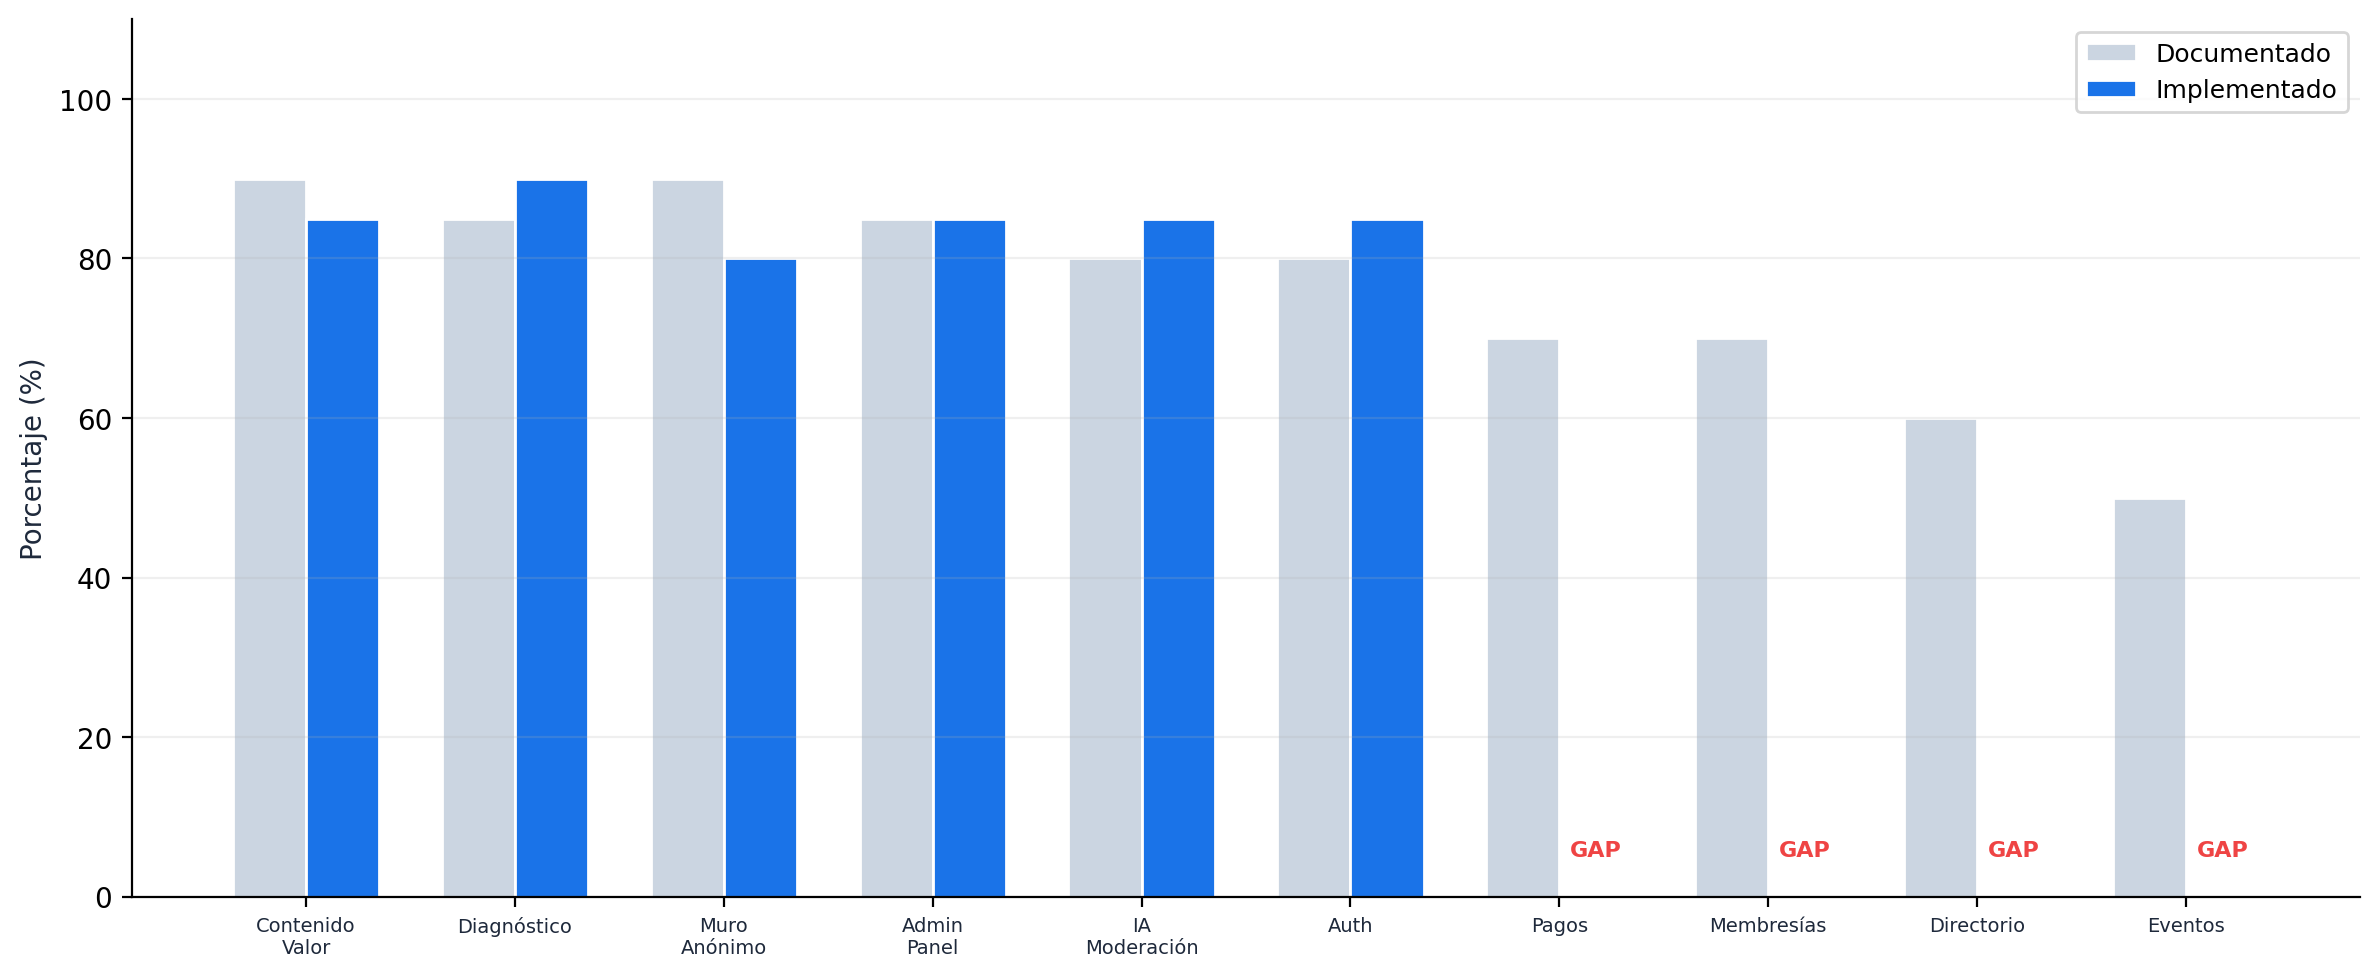 Documentado
Implementado
Porcentaje (%)
100
80
60
40
20
0
GAP
GAP
GAP
GAP
Contenido
Valor
Diagnóstico
Muro
Anónimo
Admin
Panel
IA
Moderación
Auth
Pagos
Membresías
Directorio
Eventos